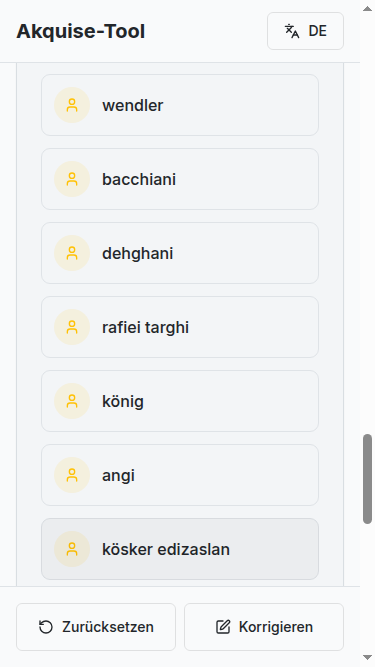 Akquise-Tool
DE
wendler
bacchiani
dehghani
rafiei targhi
könig
angi
kösker edizaslan
Zurücksetzen
Korrigieren